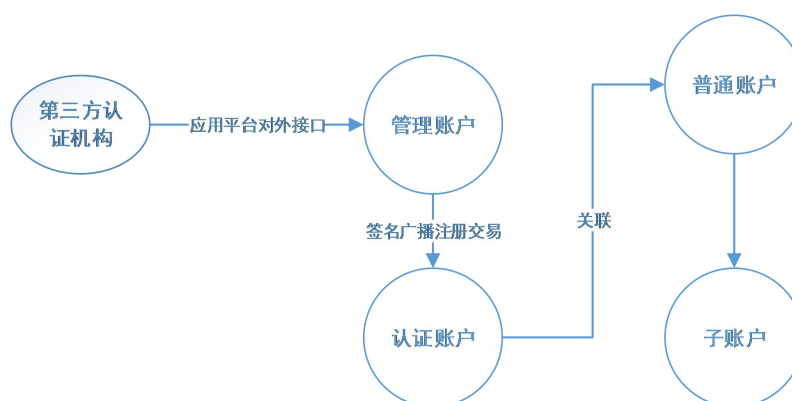 第三方认
证机构
应用平台对外接口
管理账户
签名广播注册交易
认证账户
关联
普通账户
子账户